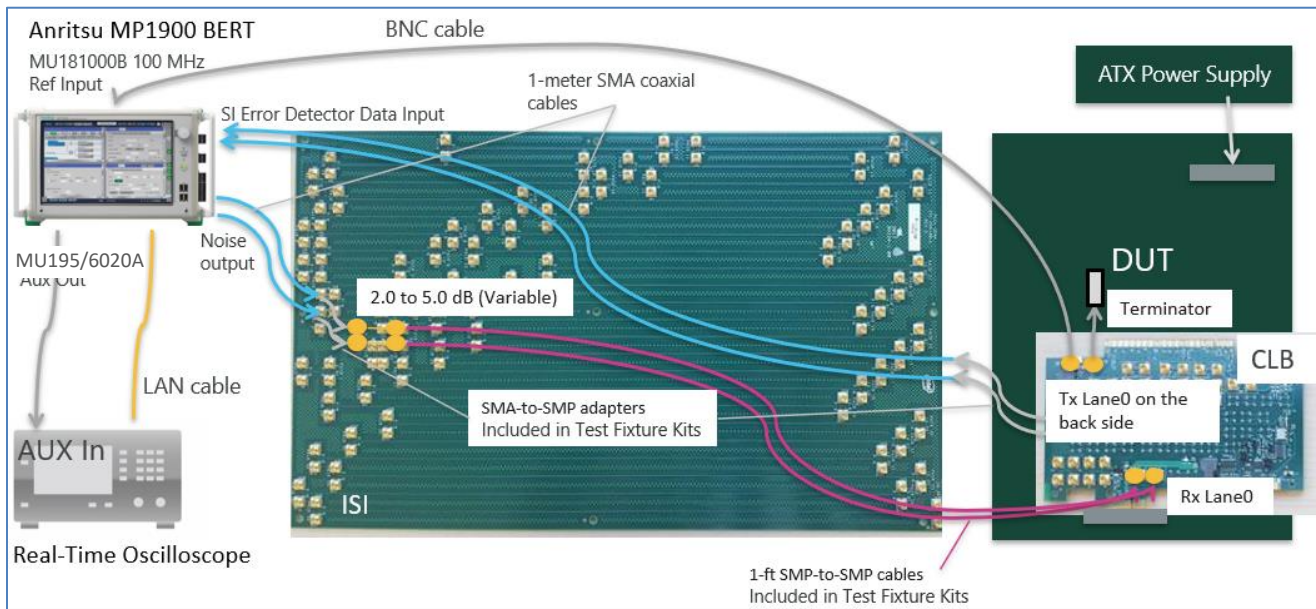 Anritsu MP1900 BERT
MU181000B 100 MHz
Ref Input
BNC cable
1-meter SMA coaxial
cables
ATX Power Supply
SI Error Detector Data Input
Noise
output
MU195/6020A
Aux Out
2.0 to 5.0 dB (Variable)
DUT
Terminator
CLB
LAN cable
Tx Lane0 on the
back side
SMA-to-SMP adapters
Included in Test Fixture Kits
AUX In
ISI
Rx Lane0
Real-Time Oscilloscope
1-ft SMP-to-SMP cables
Included in Test Fixture Kits